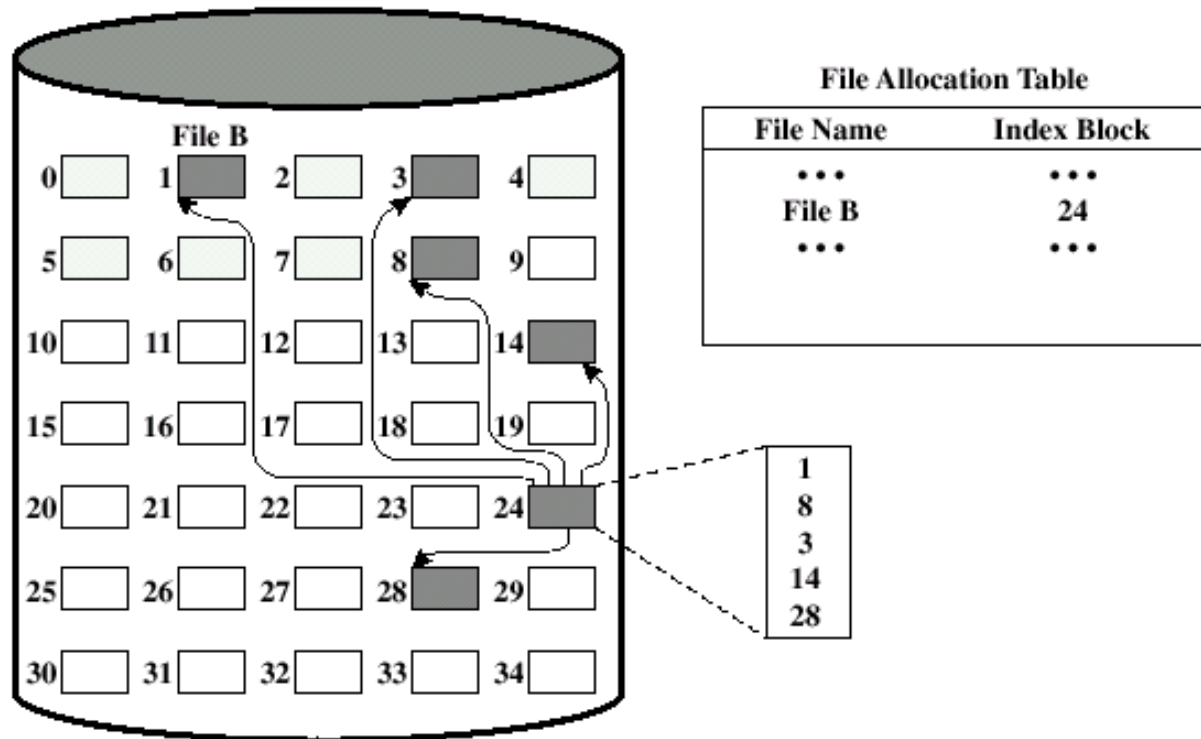 File Allocation Table
File Name Index Block
••• •••
File B 24
••• •••
File B
0 1 2 3 4
5 6 7 8 9
10 11 12 13 14
15 16 17 18 19
20 21 22 23 24
25 26 27 28 29
30 31 32 33 34
1
8
3
14
28